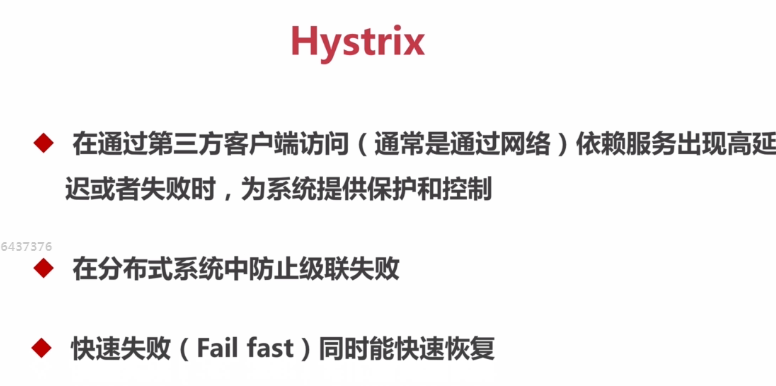 Hystrix
在通过第三方客户端访问（通常是通过网络）依赖服务出现高延
迟或者失败时，为系统提供保护和控制
6437376
在分布式系统中防止级联失败
快速失败（Fail fast）同时能快速恢复